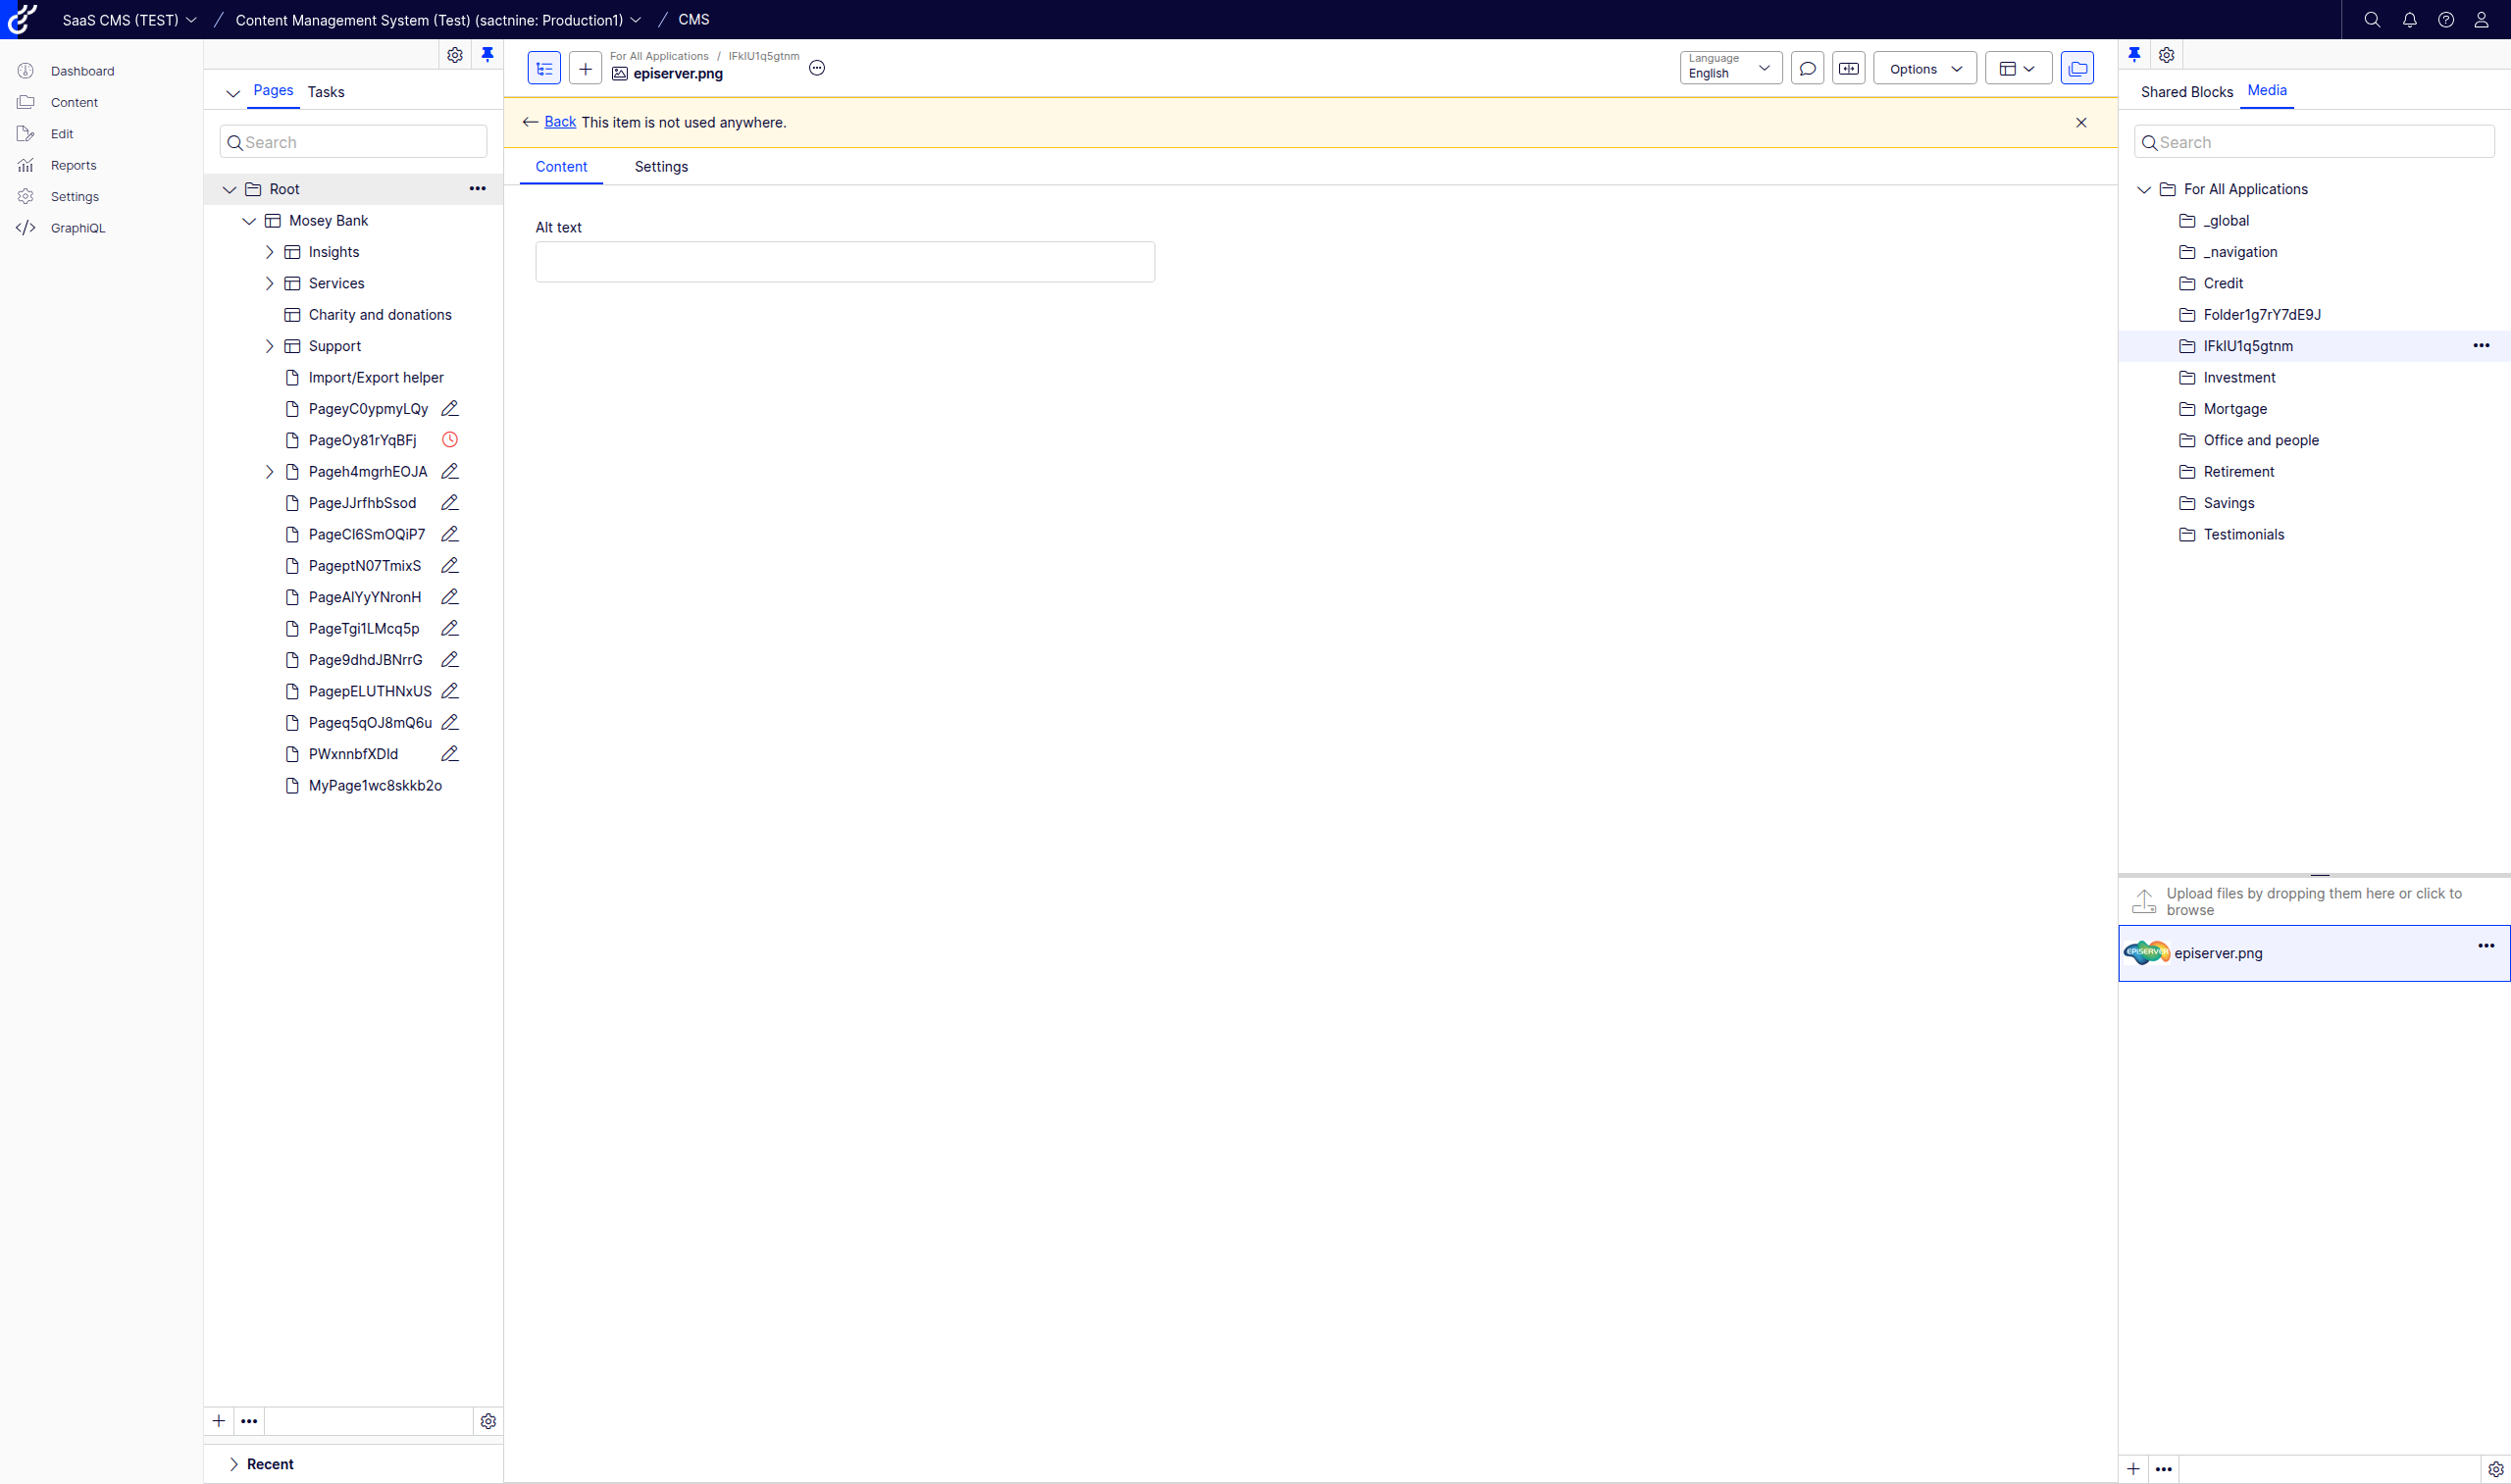 SaaS CMS (TEST) / Content Management System (Test) (sactnine: Production1) / CMS
Dashboard
Content
Edit
Reports
Settings
GraphiQL
Pages Tasks
Search
Root
Mosey Bank
Insights
Services
Charity and donations
Support
Import/Export helper
PageyC0ypmyLQy
PageOy81rYqBFj
Pageh4mgrhEOJA
PageJJrfhbSsod
PageCl6SmOQiP7
PageptN07TmixS
PageAlYyYNronH
PageTgi1LMcq5p
Page9dhdJBNrrG
PagepELUTHNxUS
Pageq5qOJ8mQ6u
PWxnnbfXDld
MyPage1wc8skkb2o
Recent
For All Applications / IFklU1q5gtnm
episerver.png
Language
English
Options
Back This item is not used anywhere.
Content Settings
Alt text
Shared Blocks Media
Search
For All Applications
_global
_navigation
Credit
Folder1g7rY7dE9J
IFklU1q5gtnm
Investment
Mortgage
Office and people
Retirement
Savings
Testimonials
Upload files by dropping them here or click to
browse
EPISERVER
episerver.png